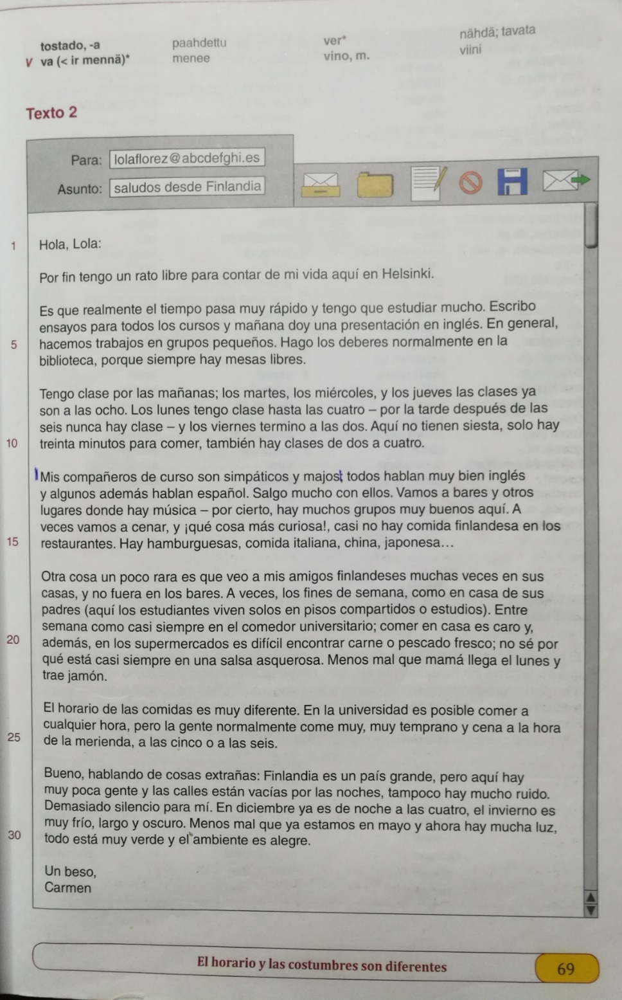 tostado, -a paahdettu ver* nähdä; tavata
V va (< ir mennä)* menee vino, m. viini
Texto 2
Para: lolaflorez@abcdefghi.es
Asunto: saludos desde Finlandia
1 Hola, Lola:
Por fin tengo un rato libre para contar de mi vida aquí en Helsinki.
Es que realmente el tiempo pasa muy rápido y tengo que estudiar mucho. Escribo
ensayos para todos los cursos y mañana doy una presentación en inglés. En general,
5 hacemos trabajos en grupos pequeños. Hago los deberes normalmente en la
biblioteca, porque siempre hay mesas libres.
Tengo clase por las mañanas; los martes, los miércoles, y los jueves las clases ya
son a las ocho. Los lunes tengo clase hasta las cuatro – por la tarde después de las
seis nunca hay clase – y los viernes termino a las dos. Aquí no tienen siesta, solo hay
10 treinta minutos para comer, también hay clases de dos a cuatro.
Mis compañeros de curso son simpáticos y majos; todos hablan muy bien inglés
y algunos además hablan español. Salgo mucho con ellos. Vamos a bares y otros
lugares donde hay música – por cierto, hay muchos grupos muy buenos aquí. A
veces vamos a cenar, y ¡qué cosa más curiosa!, casi no hay comida finlandesa en los
15 restaurantes. Hay hamburguesas, comida italiana, china, japonesa…
Otra cosa un poco rara es que veo a mis amigos finlandeses muchas veces en sus
casas, y no fuera en los bares. A veces, los fines de semana, como en casa de sus
padres (aquí los estudiantes viven solos en pisos compartidos o estudios). Entre
semana como casi siempre en el comedor universitario; comer en casa es caro y,
20 además, en los supermercados es difícil encontrar carne o pescado fresco; no sé por
qué está casi siempre en una salsa asquerosa. Menos mal que mamá llega el lunes y
trae jamón.
El horario de las comidas es muy diferente. En la universidad es posible comer a
cualquier hora, pero la gente normalmente come muy, muy temprano y cena a la hora
25 de la merienda, a las cinco o a las seis.
Bueno, hablando de cosas extrañas: Finlandia es un país grande, pero aquí hay
muy poca gente y las calles están vacías por las noches, tampoco hay mucho ruido.
Demasiado silencio para mí. En diciembre ya es de noche a las cuatro, el invierno es
muy frío, largo y oscuro. Menos mal que ya estamos en mayo y ahora hay mucha luz,
30 todo está muy verde y el ambiente es alegre.
Un beso,
Carmen
El horario y las costumbres son diferentes
69